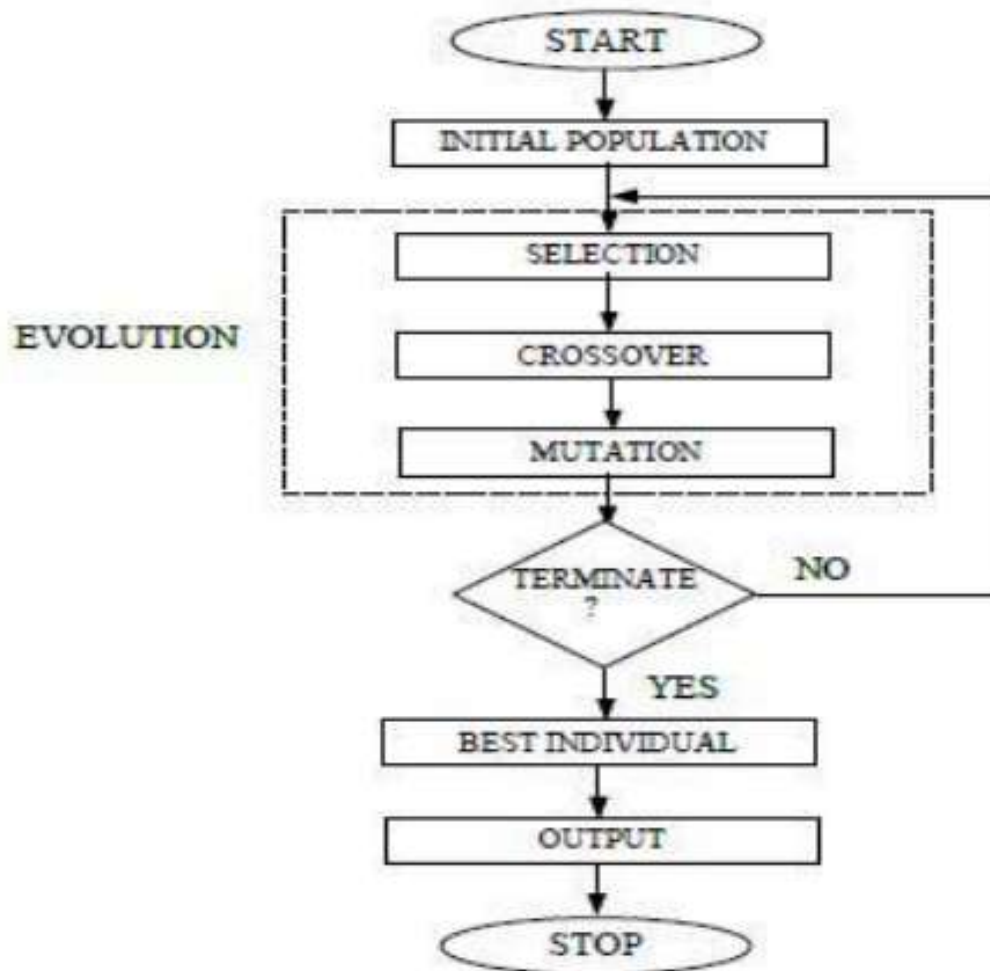 START
INITIAL POPULATION
SELECTION
EVOLUTION
CROSSOVER
MUTATION
TERMINATE
?
NO
YES
BEST INDIVIDUAL
OUTPUT
STOP